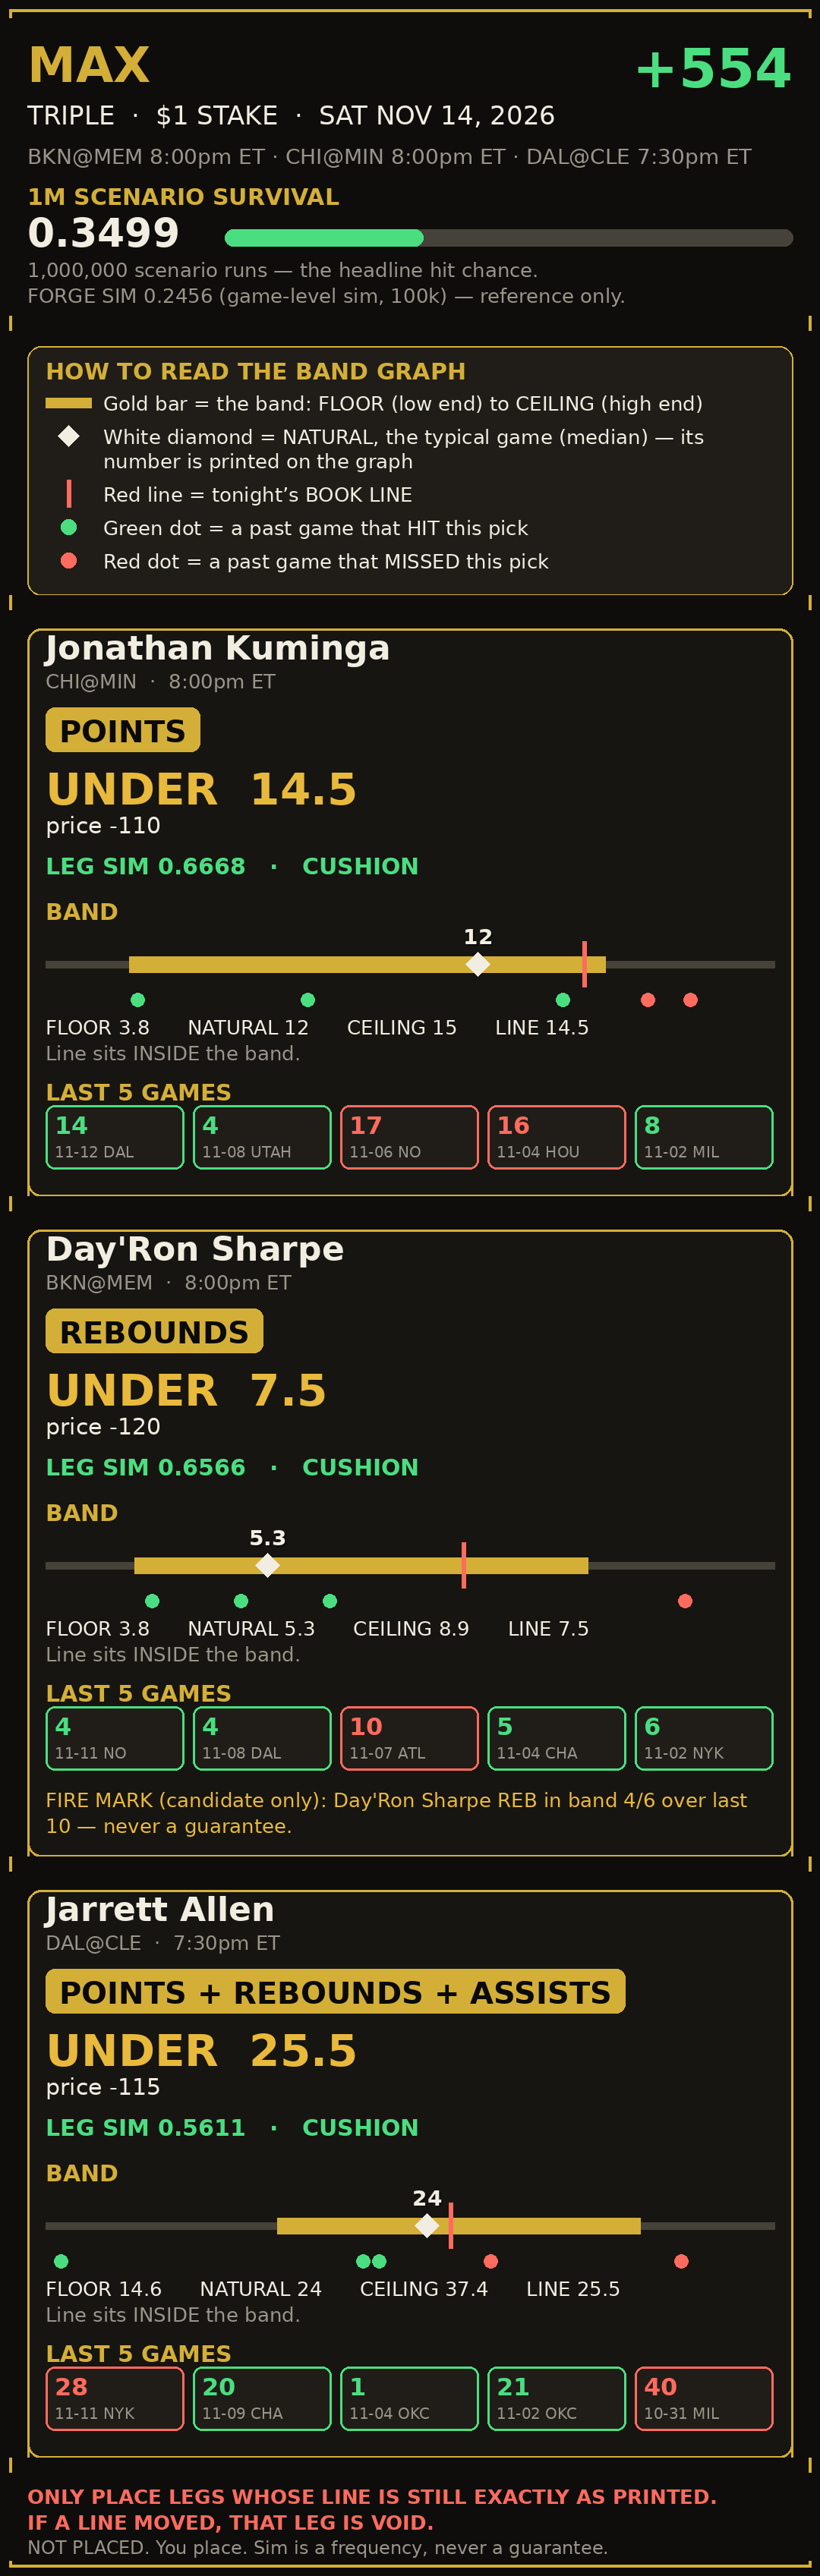 MAX
+554
TRIPLE · $1 STAKE · SAT NOV 14, 2026
BKN@MEM 8:00pm ET · CHI@MIN 8:00pm ET · DAL@CLE 7:30pm ET
1M SCENARIO SURVIVAL
0.3499
1,000,000 scenario runs — the headline hit chance.
FORGE SIM 0.2456 (game-level sim, 100k) — reference only.
HOW TO READ THE BAND GRAPH
Gold bar = the band: FLOOR (low end) to CEILING (high end)
White diamond = NATURAL, the typical game (median) — its
number is printed on the graph
Red line = tonight’s BOOK LINE
Green dot = a past game that HIT this pick
Red dot = a past game that MISSED this pick
Jonathan Kuminga
CHI@MIN · 8:00pm ET
POINTS
UNDER 14.5
price -110
LEG SIM 0.6668 · CUSHION
BAND
12
FLOOR 3.8 NATURAL 12 CEILING 15 LINE 14.5
Line sits INSIDE the band.
LAST 5 GAMES
14 4 17 16 8
11-12 DAL 11-08 UTAH 11-06 NO 11-04 HOU 11-02 MIL
Day'Ron Sharpe
BKN@MEM · 8:00pm ET
REBOUNDS
UNDER 7.5
price -120
LEG SIM 0.6566 · CUSHION
BAND
5.3
FLOOR 3.8 NATURAL 5.3 CEILING 8.9 LINE 7.5
Line sits INSIDE the band.
LAST 5 GAMES
4 4 10 5 6
11-11 NO 11-08 DAL 11-07 ATL 11-04 CHA 11-02 NYK
FIRE MARK (candidate only): Day'Ron Sharpe REB in band 4/6 over last
10 — never a guarantee.
Jarrett Allen
DAL@CLE · 7:30pm ET
POINTS + REBOUNDS + ASSISTS
UNDER 25.5
price -115
LEG SIM 0.5611 · CUSHION
BAND
24
FLOOR 14.6 NATURAL 24 CEILING 37.4 LINE 25.5
Line sits INSIDE the band.
LAST 5 GAMES
28 20 1 21 40
11-11 NYK 11-09 CHA 11-04 OKC 11-02 OKC 10-31 MIL
ONLY PLACE LEGS WHOSE LINE IS STILL EXACTLY AS PRINTED.
IF A LINE MOVED, THAT LEG IS VOID.
NOT PLACED. You place. Sim is a frequency, never a guarantee.